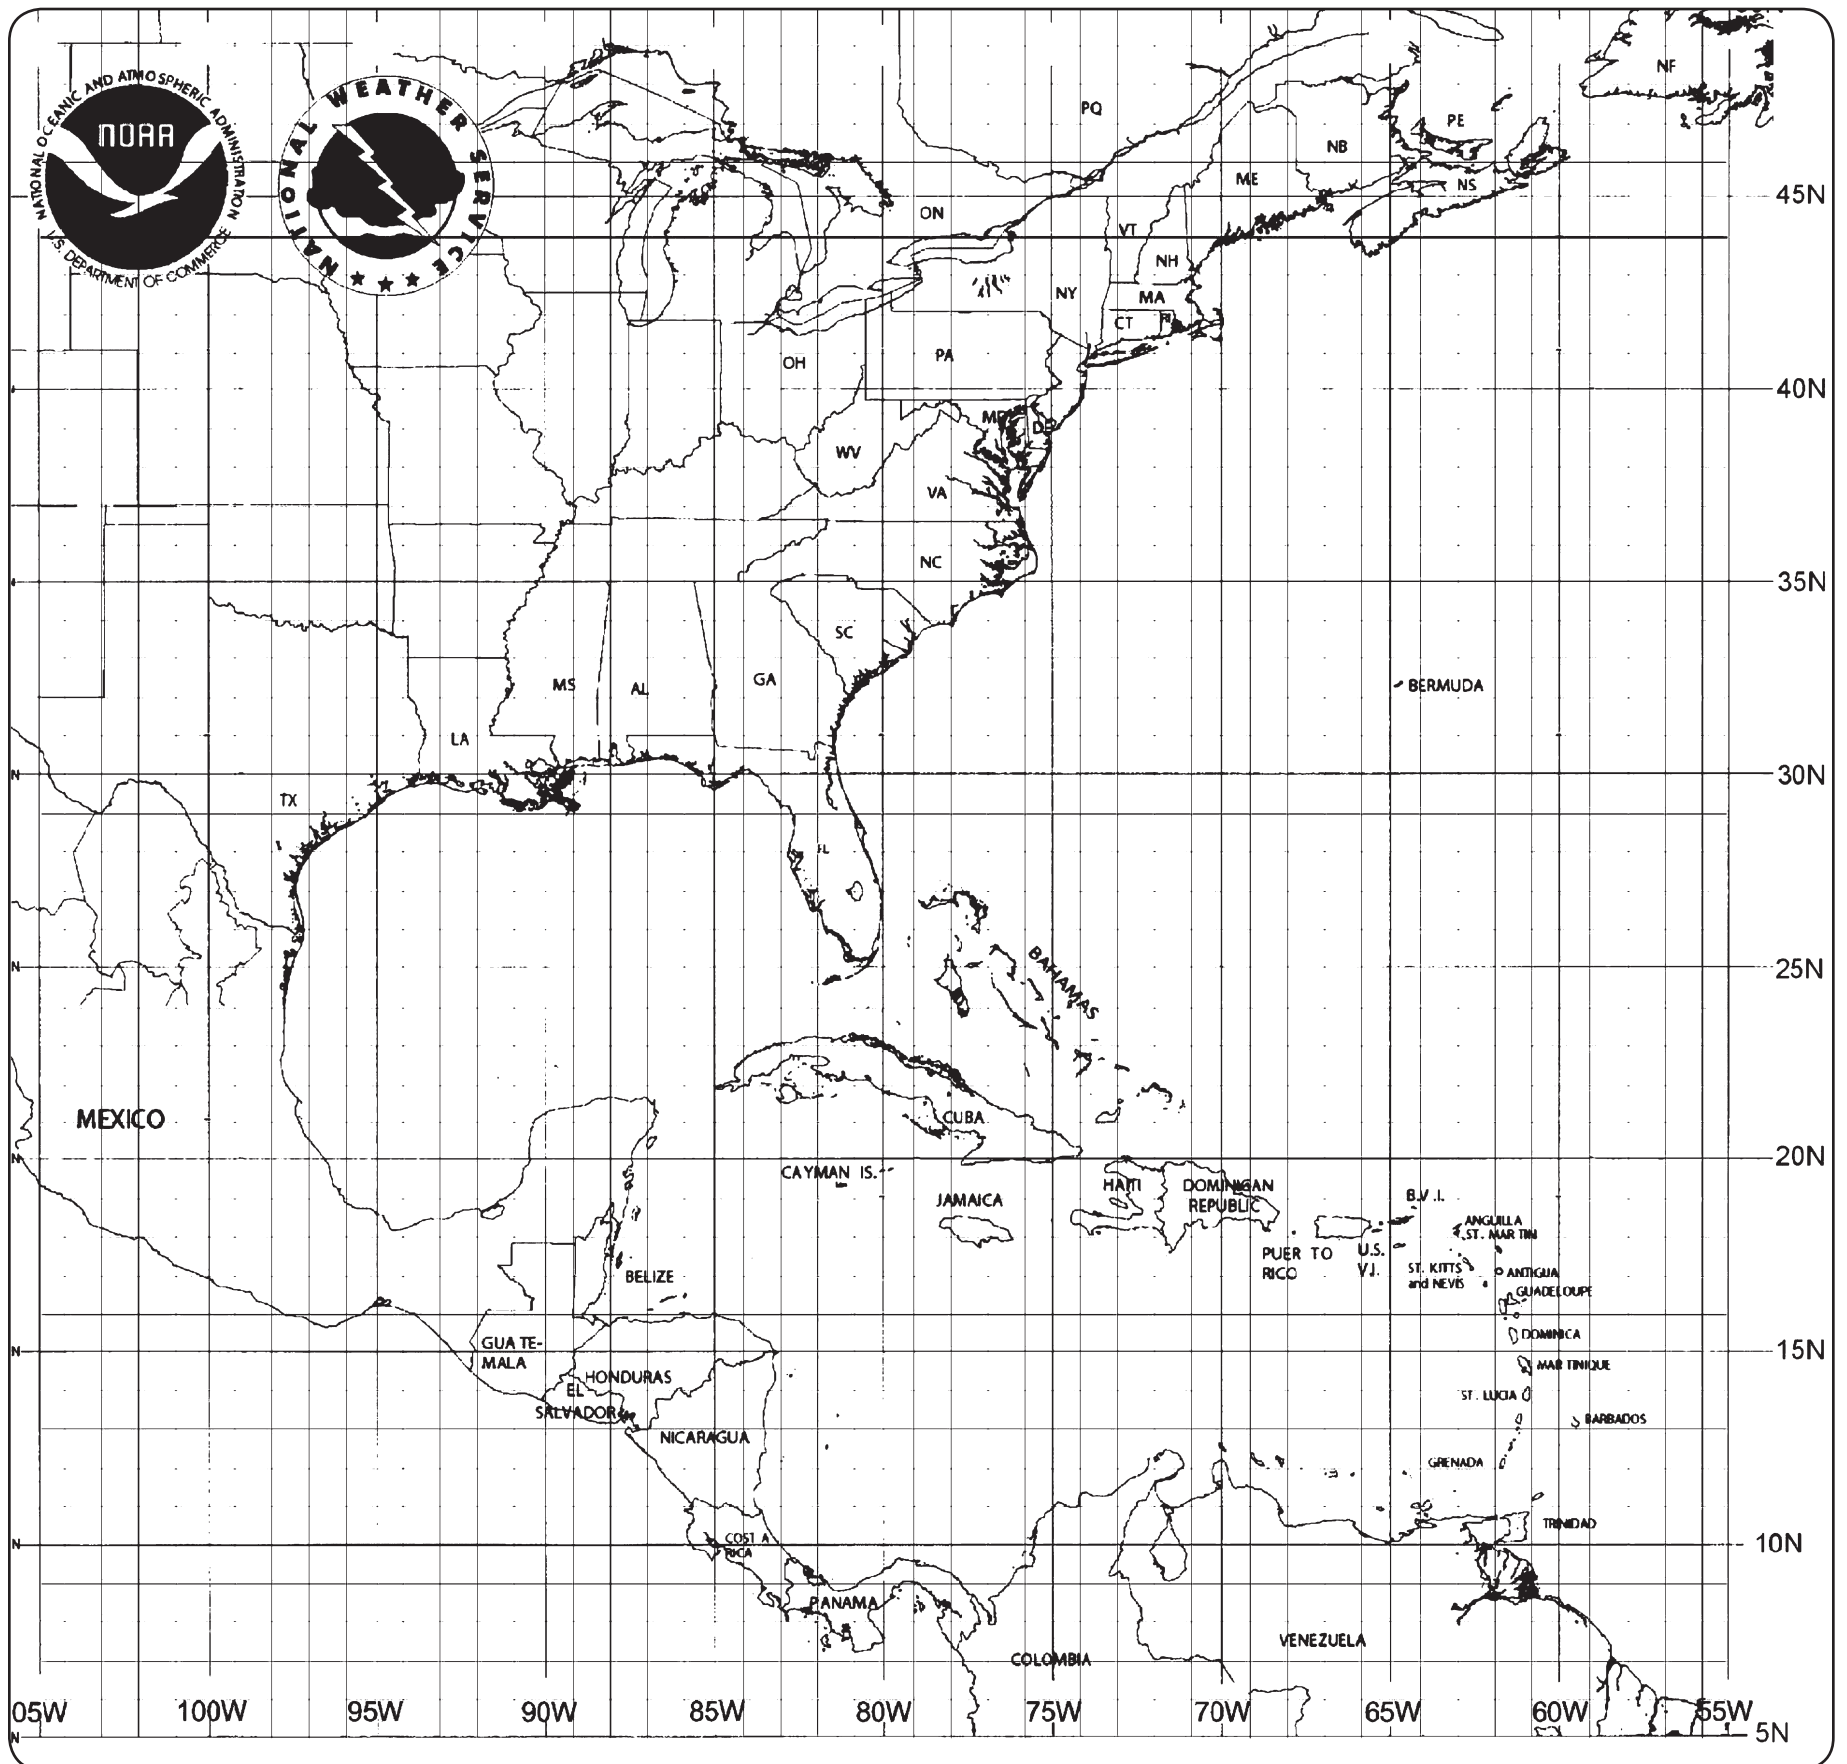 NATIONAL OCEANIC AND ATMOSPHERIC ADMINISTRATION
NOAA
U.S. DEPARTMENT OF COMMERCE
NATIONAL WEATHER SERVICE
NF
PQ
PE
NB
ME
NS
45N
ON
VT
NH
NY
MA
CT
RI
PA
OH
40N
MD
DE
WV
VA
NC
35N
SC
MS
AL
GA
BERMUDA
LA
30N
TX
FL
BAHAMAS
25N
MEXICO
CUBA
20N
CAYMAN IS.
JAMAICA
HAITI
DOMINICAN
REPUBLIC
B.V.I.
ANGUILLA
ST. MARTIN
PUERTO
RICO
U.S.
V.I.
ST. KITTS
and NEVIS
ANTIGUA
GUADELOUPE
BELIZE
DOMINICA
GUATE-
MALA
15N
MARTINIQUE
HONDURAS
EL
SALVADOR
ST. LUCIA
BARBADOS
NICARAGUA
GRENADA
TRINIDAD
COSTA
RICA
10N
PANAMA
VENEZUELA
COLOMBIA
05W 100W 95W 90W 85W 80W 75W 70W 65W 60W 55W
5N